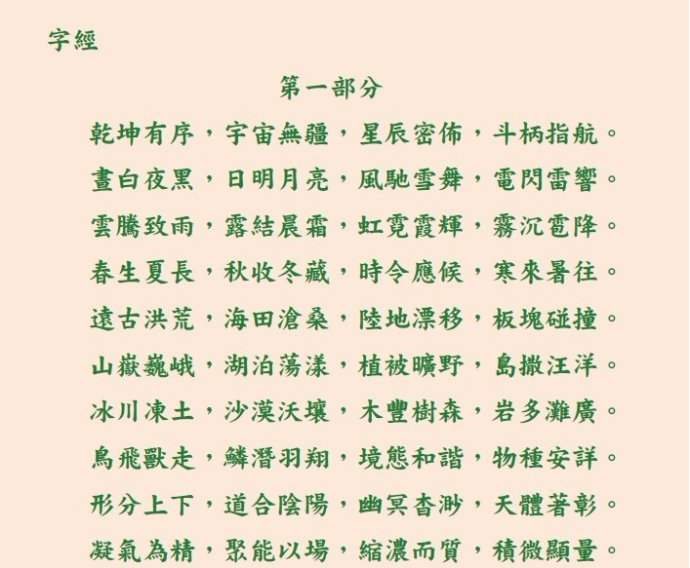 字經
第一部分
乾坤有序，宇宙無疆，星辰密佈，斗柄指航。
晝白夜黑，日明月亮，風馳雪舞，電閃雷響。
雲騰致雨，露結晨霜，虹霓霞輝，霧沉雹降。
春生夏長，秋收冬藏，時令應候，寒來暑往。
遠古洪荒，海田滄桑，陸地漂移，板塊碰撞。
山嶽巍峨，湖泊蕩漾，植被曠野，島撒汪洋。
冰川凍土，沙漠沃壤，木豐樹森，岩多灘廣。
鳥飛獸走，鱗潛羽翔，境態和諧，物種安詳。
形分上下，道合陰陽，幽冥杳渺，天體著彰。
凝氣為精，聚能以場，縮濃而質，積微顯量。